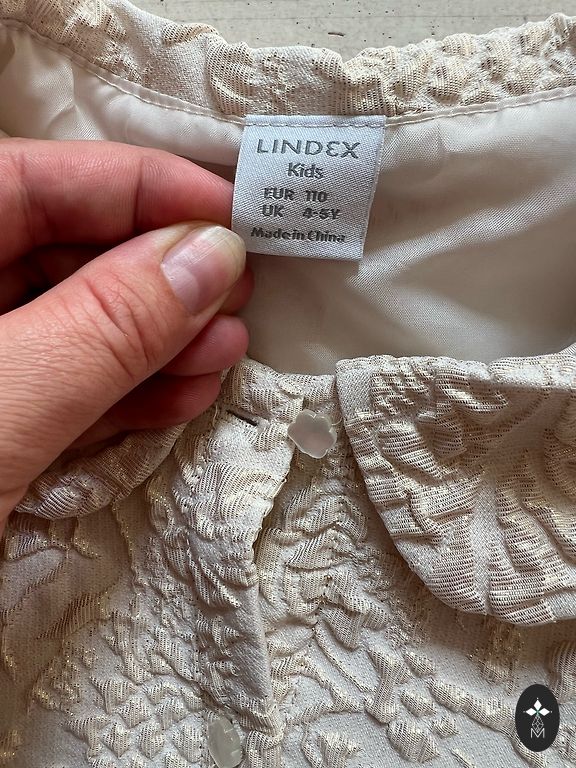 LINDEX
Kids
EUR 110
UK 4-5Y
Made in China
M